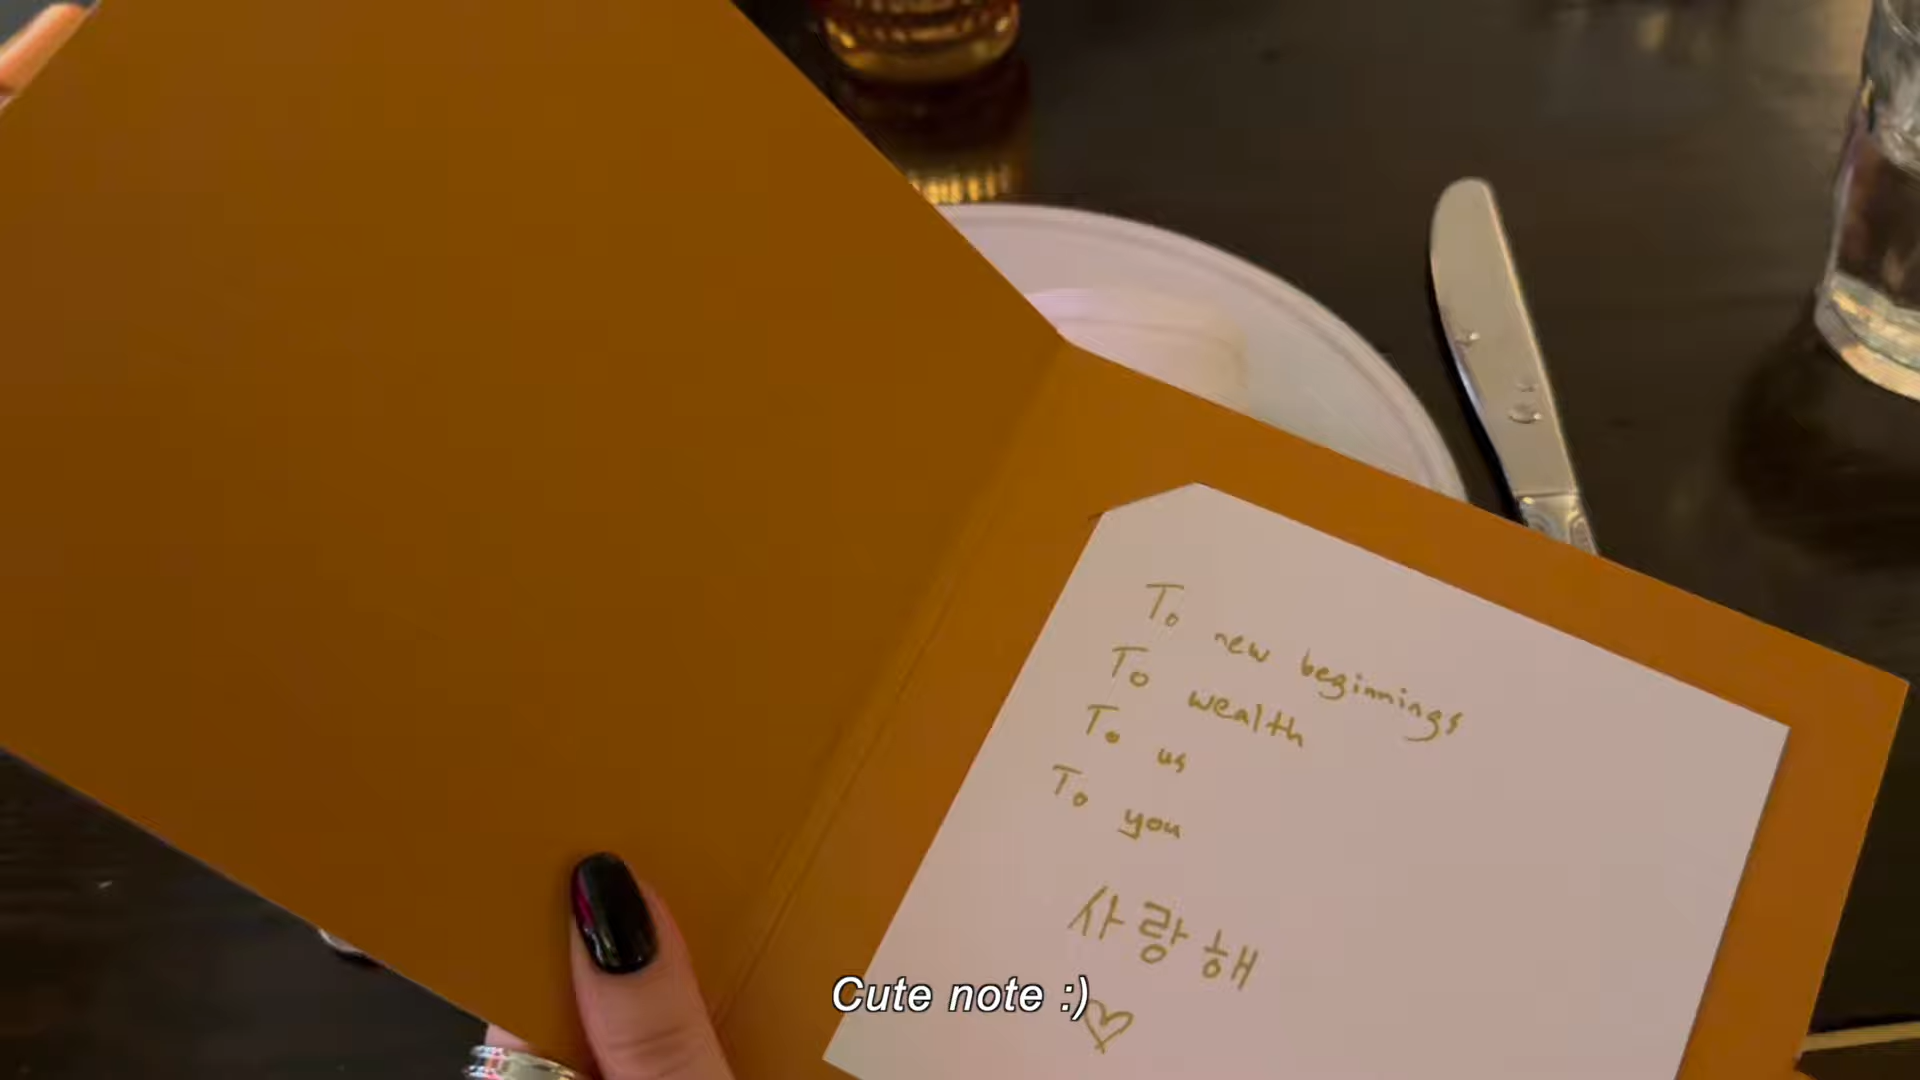 To new beginnings
To wealth
To us
To you
사랑해
♡
Cute note :)